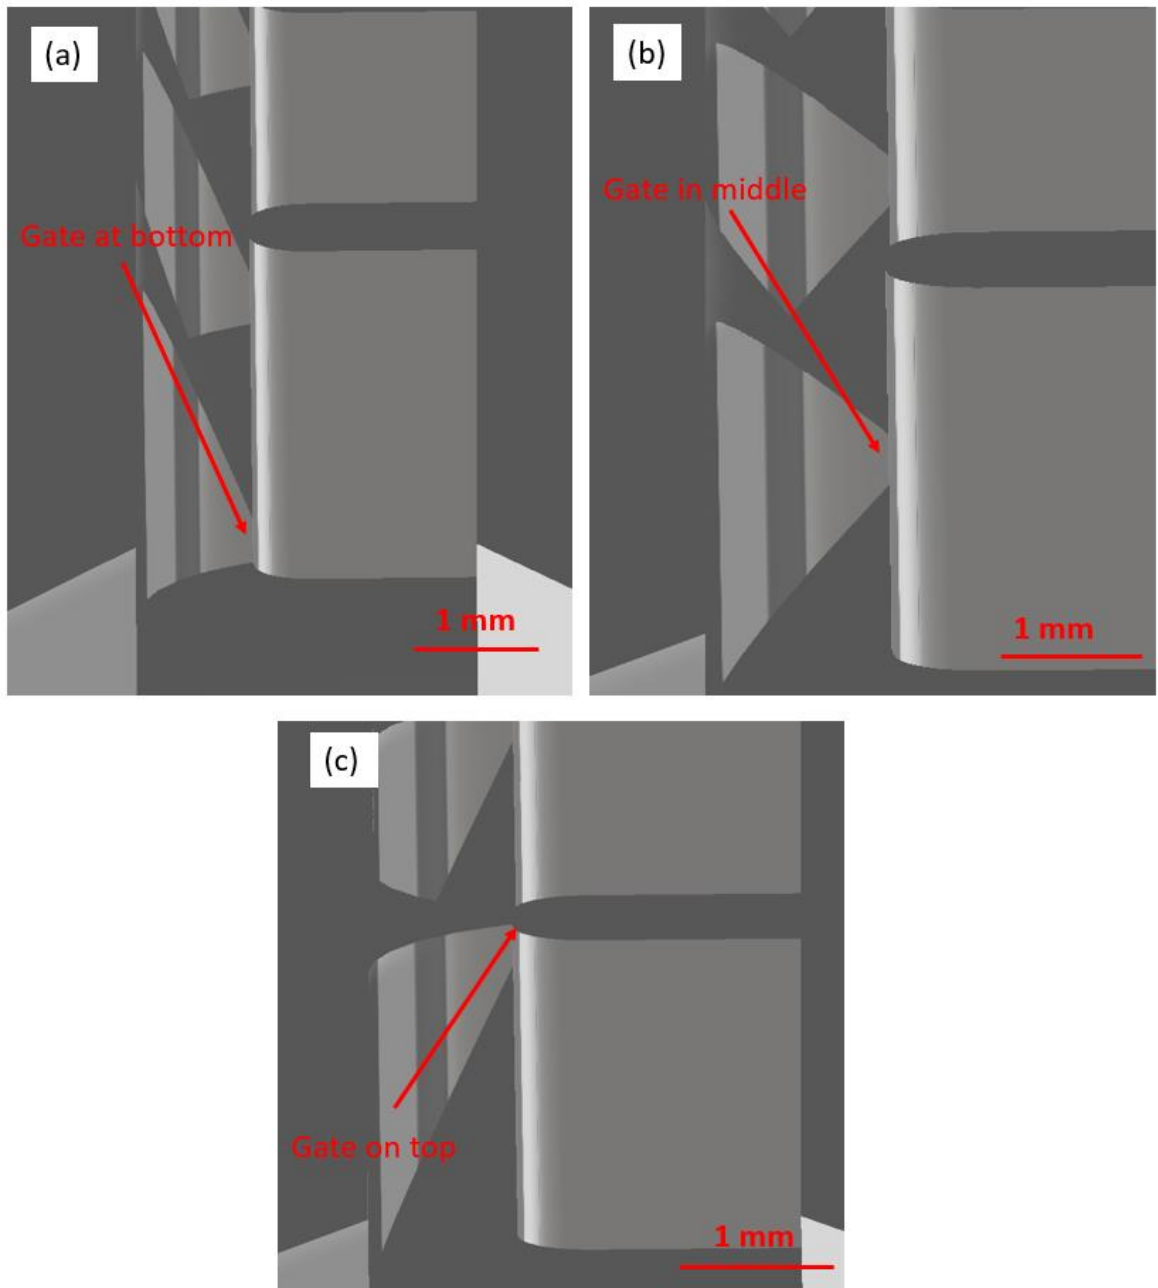 (a)
Gate at bottom
1 mm
(b)
Gate in middle
1 mm
(c)
Gate on top
1 mm